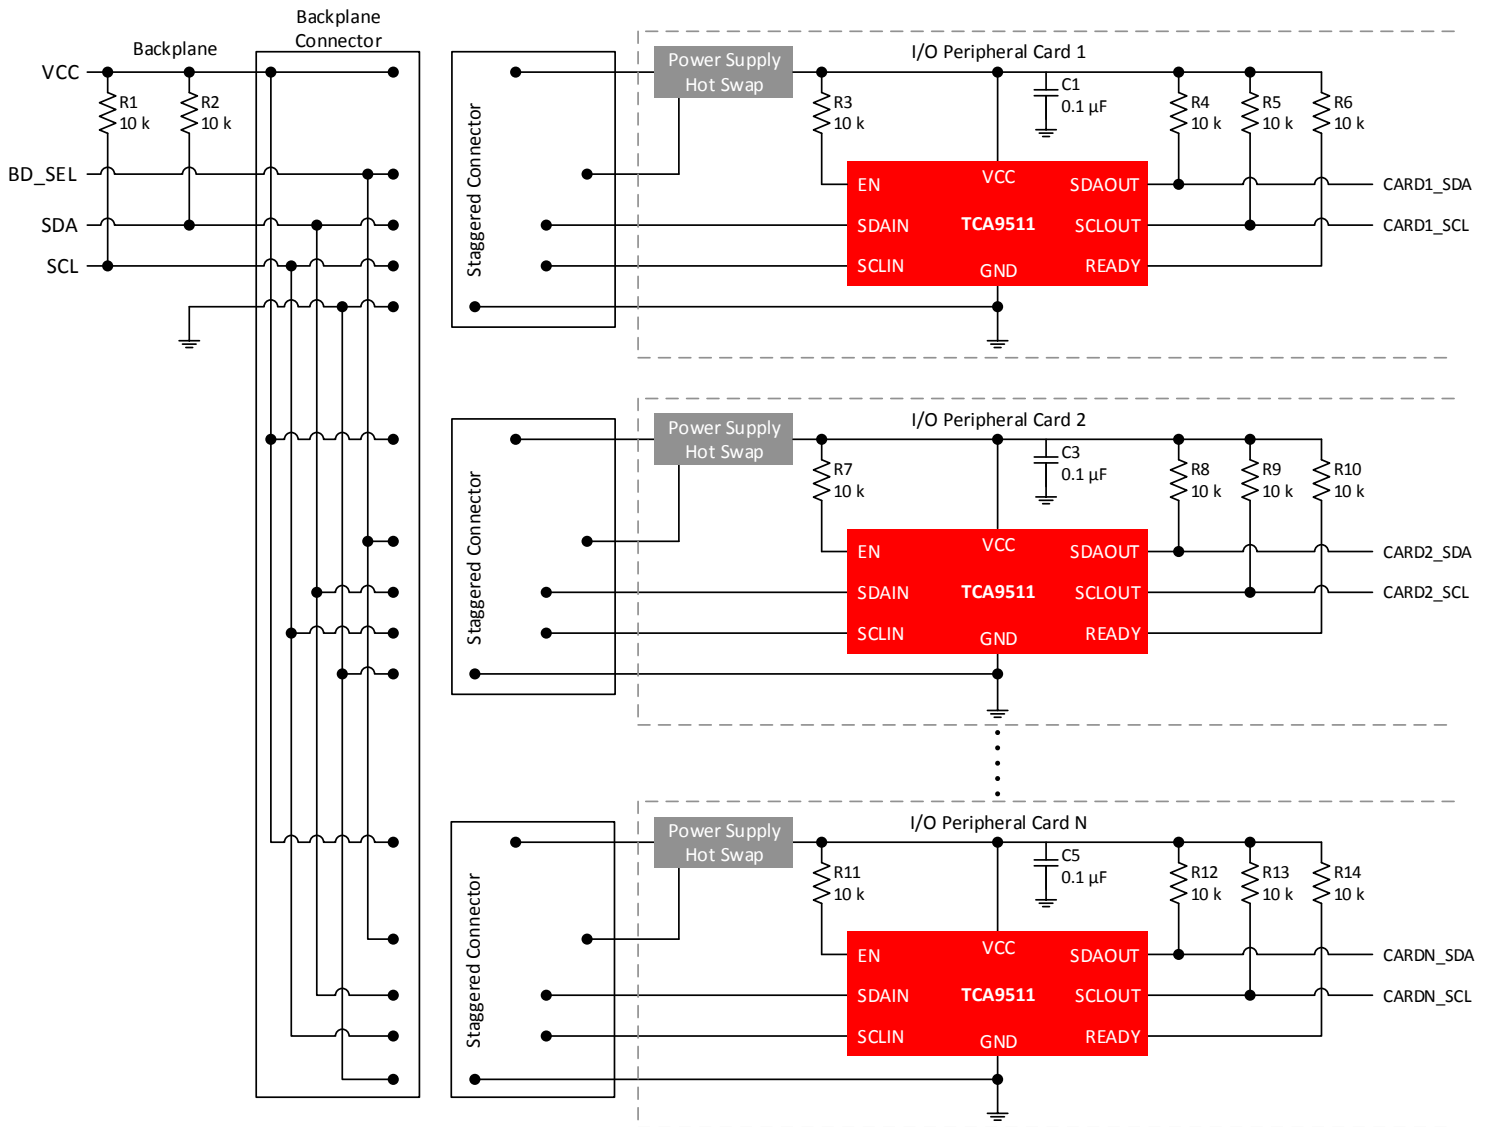 Backplane
Connector
Backplane
VCC
R1
10 k
R2
10 k
BD_SEL
SDA
SCL
Staggered Connector
Power Supply
Hot Swap
I/O Peripheral Card 1
R3
10 k
C1
0.1 µF
R4
10 k
R5
10 k
R6
10 k
EN
VCC
SDAOUT
CARD1_SDA
SDAIN
TCA9511
SCLOUT
CARD1_SCL
SCLIN
GND
READY
Staggered Connector
Power Supply
Hot Swap
I/O Peripheral Card 2
R7
10 k
C3
0.1 µF
R8
10 k
R9
10 k
R10
10 k
EN
VCC
SDAOUT
CARD2_SDA
SDAIN
TCA9511
SCLOUT
CARD2_SCL
SCLIN
GND
READY
Staggered Connector
Power Supply
Hot Swap
I/O Peripheral Card N
R11
10 k
C5
0.1 µF
R12
10 k
R13
10 k
R14
10 k
EN
VCC
SDAOUT
CARDN_SDA
SDAIN
TCA9511
SCLOUT
CARDN_SCL
SCLIN
GND
READY